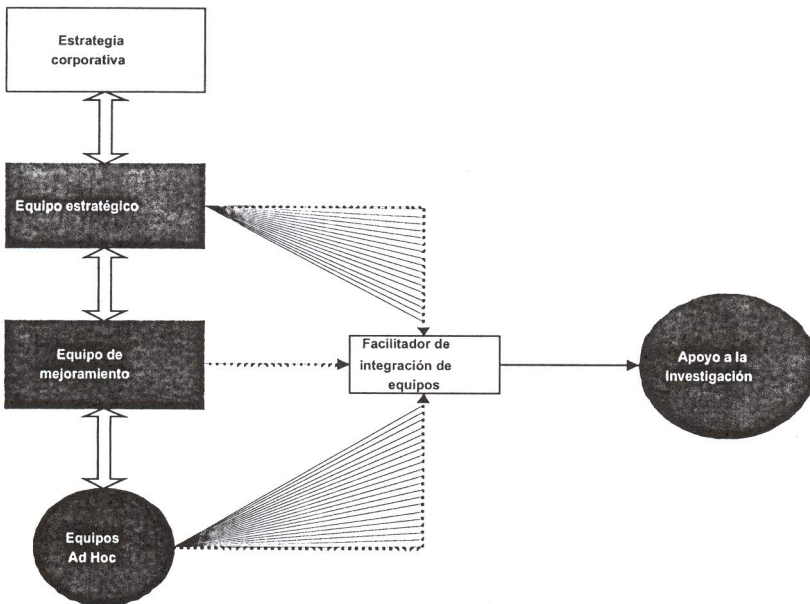 Estrategia
corporativa
Equipo estratégico
Equipo de
mejoramiento
Facilitador de
integración de
equipos
Apoyo a la
Investigación
Equipos
Ad Hoc